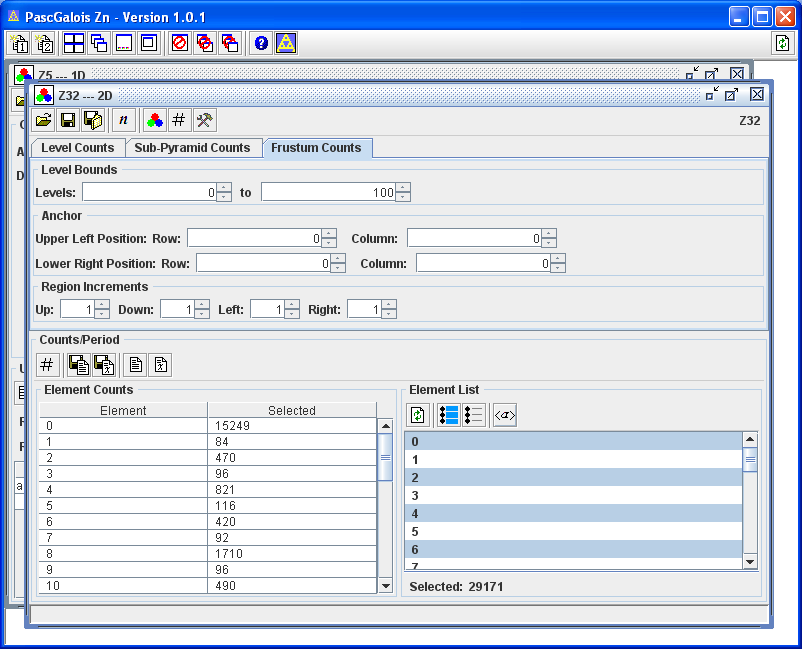 PascGalois Zn - Version 1.0.1
Z5 --- 1D
Z32 --- 2D
n # Z32
Level Counts Sub-Pyramid Counts Frustum Counts
Level Bounds
Levels: 0 to 100
Anchor
Upper Left Position: Row: 0 Column: 0
Lower Right Position: Row: 0 Column: 0
Region Increments
Up: 1 Down: 1 Left: 1 Right: 1
Counts/Period
#
Element Counts
Element Selected
0 15249
1 84
2 470
3 96
4 821
5 116
6 420
7 92
8 1710
9 96
10 490
Element List
<a>
0
1
2
3
4
5
6
7
Selected: 29171